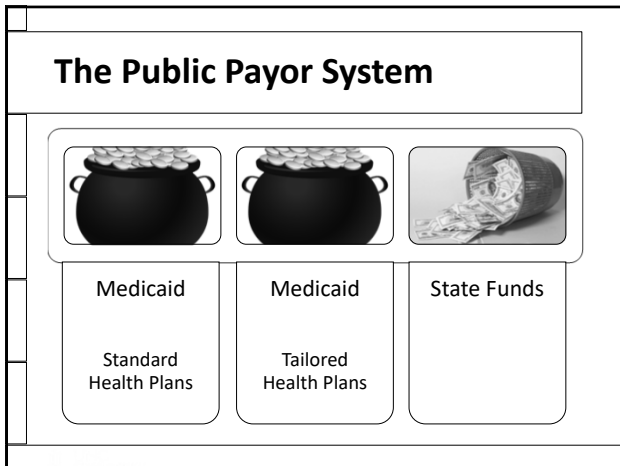 The Public Payor System
Medicaid
Standard
Health Plans
Medicaid
Tailored
Health Plans
State Funds